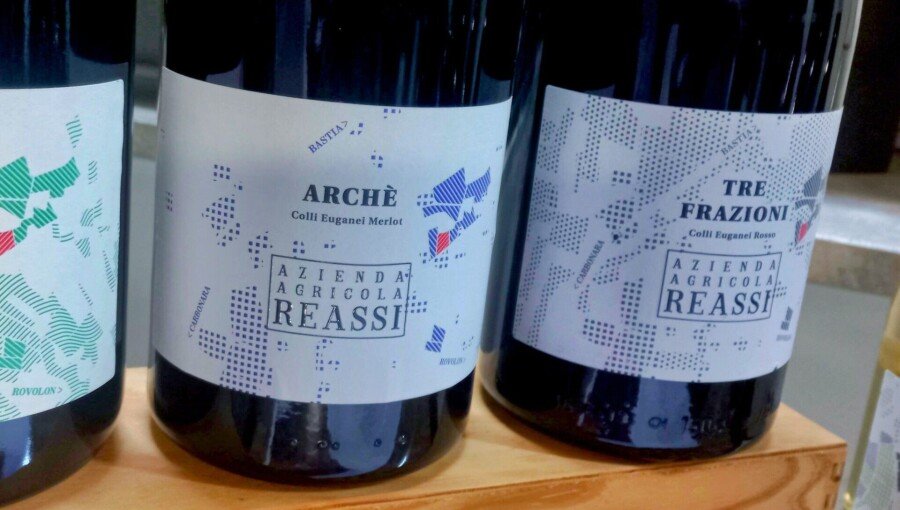 ROVOLON >
BASTIA >
ARCHÈ
Colli Euganei Merlot
AZIENDA
AGRICOLA
REASSI
< CARBONARA
ROVOLON >
BASTIA >
TRE
FRAZIONI
Colli Euganei Rosso
AZIENDA
AGRICOLA
REASSI
< CARBONARA
ROVOLON >